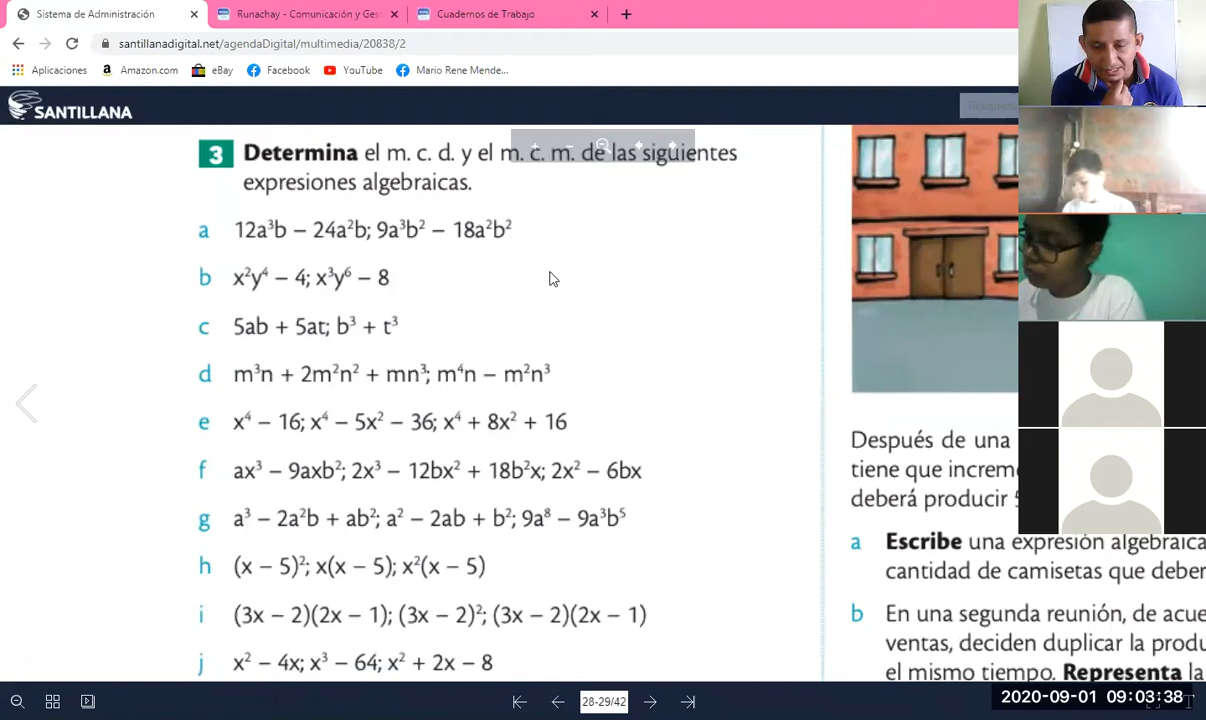 Sistema de Administración
Runachay - Comunicación y Ges
Cuadernos de Trabajo
santillanadigital.net/agendaDigital/multimedia/20838/2
Aplicaciones
Amazon.com
eBay
Facebook
YouTube
Mario Rene Mende...
SANTILLANA
3 Determina el m. c. d. y el m. c. m. de las siguientes
expresiones algebraicas.
a 12a³b – 24a²b; 9a³b² – 18a²b²
b x²y⁴ – 4; x³y⁶ – 8
c 5ab + 5at; b³ + t³
d m³n + 2m²n² + mn³; m⁴n – m²n³
e x⁴ – 16; x⁴ – 5x² – 36; x⁴ + 8x² + 16
f ax³ – 9axb²; 2x³ – 12bx² + 18b²x; 2x² – 6bx
g a³ – 2a²b + ab²; a² – 2ab + b²; 9a⁸ – 9a³b⁵
h (x – 5)²; x(x – 5); x²(x – 5)
i (3x – 2)(2x – 1); (3x – 2)²; (3x – 2)(2x – 1)
j x² – 4x; x³ – 64; x² + 2x – 8
Después de una
tiene que increme
deberá producir
a Escribe una expresión algebraica
cantidad de camisetas que deber
b En una segunda reunión, de acue
ventas, deciden duplicar la produ
el mismo tiempo. Representa la
28-29/42
2020-09-01 09:03:38